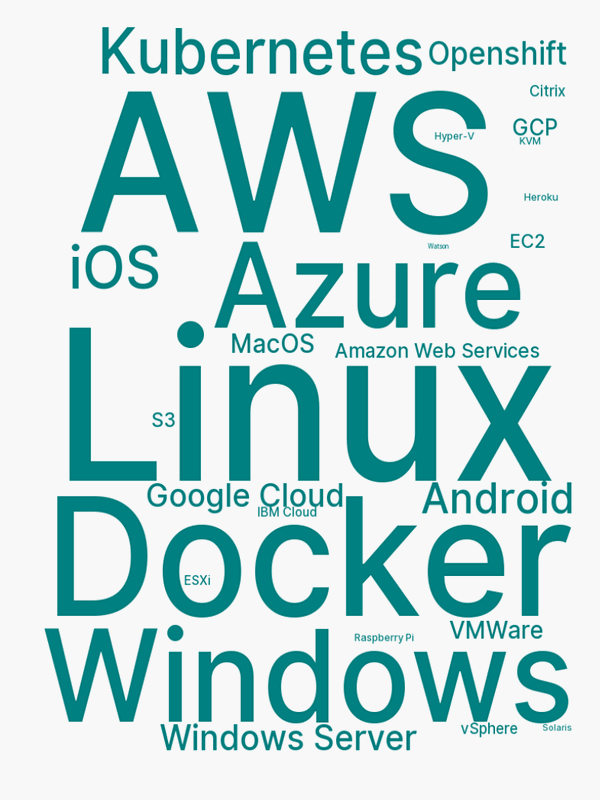 Kubernetes
Openshift
Citrix
AWS
GCP
Hyper-V
KVM
Heroku
EC2
Watson
iOS
Azure
MacOS
Amazon Web Services
Linux
S3
Google Cloud
Android
IBM Cloud
Docker
ESXi
VMWare
Raspberry Pi
Windows
vSphere
Solaris
Windows Server